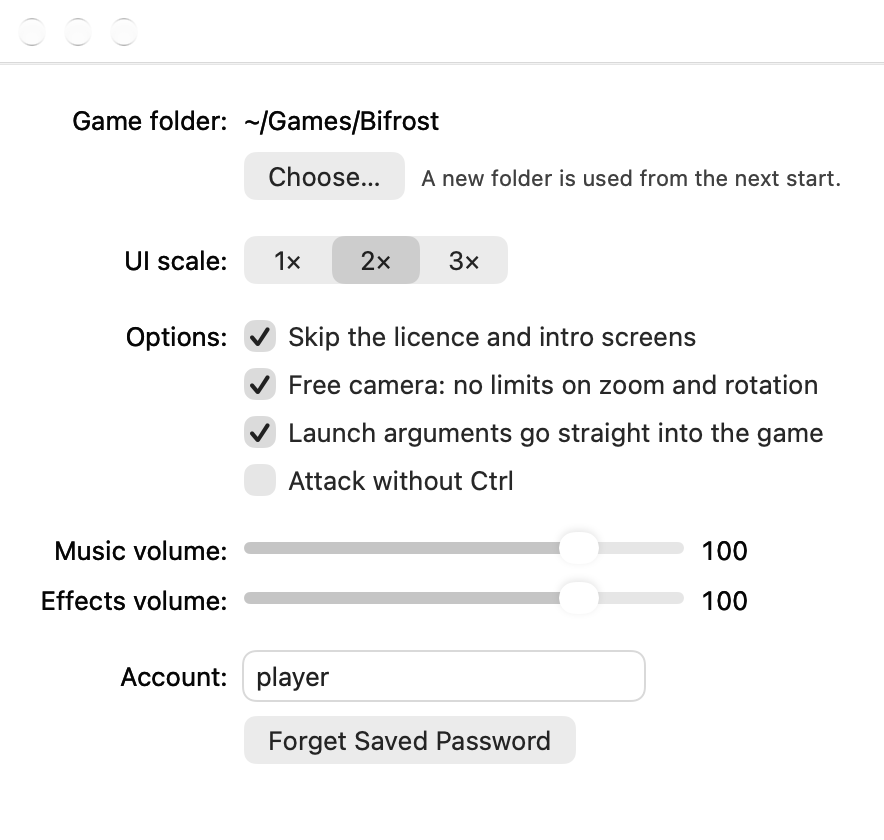 Game folder: ~/Games/Bifrost
Choose... A new folder is used from the next start.
UI scale: 1× 2× 3×
Options: Skip the licence and intro screens
Free camera: no limits on zoom and rotation
Launch arguments go straight into the game
Attack without Ctrl
Music volume: 100
Effects volume: 100
Account: player
Forget Saved Password